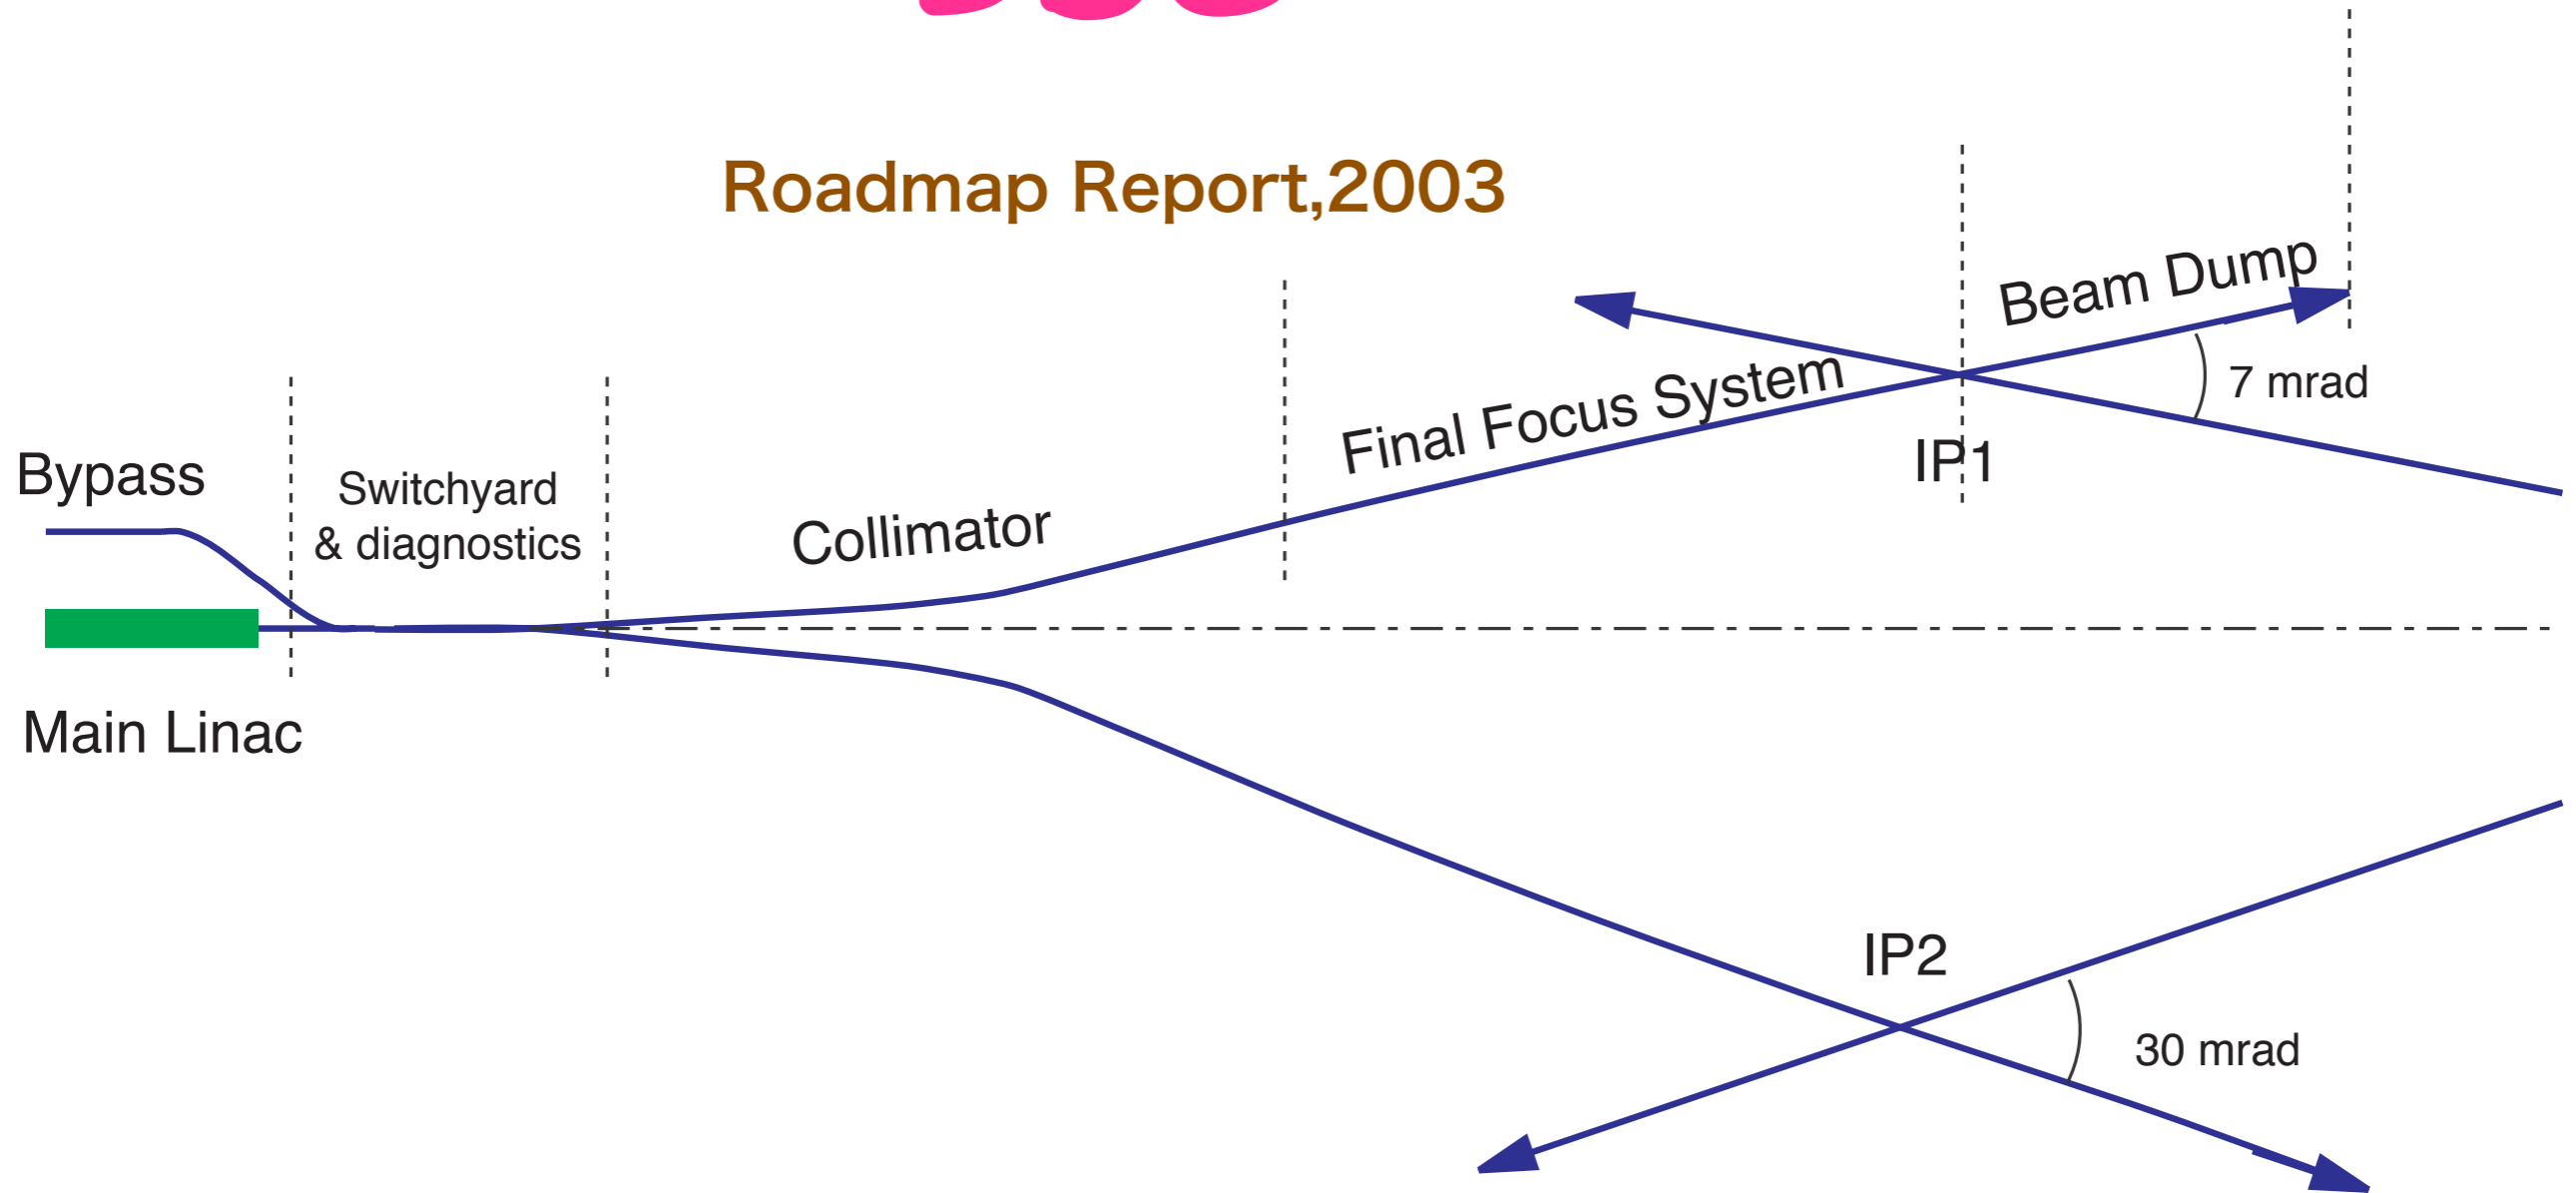 Roadmap Report,2003
Beam Dump
7 mrad
Final Focus System
IP1
Bypass
Switchyard
& diagnostics
Collimator
Main Linac
IP2
30 mrad